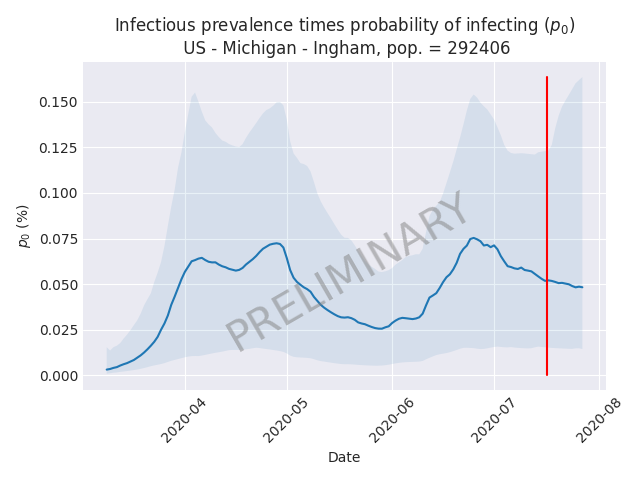 Infectious prevalence times probability of infecting (p₀)
US - Michigan - Ingham, pop. = 292406
0.150
0.125
0.100
0.075
0.050
0.025
0.000
p₀ (%)
PRELIMINARY
2020-04
2020-05
2020-06
2020-07
2020-08
Date